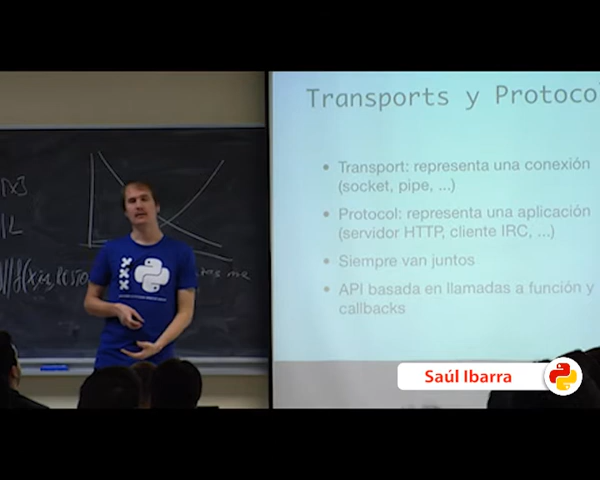 Transports y Protoco
• Transport: representa una conexión
(socket, pipe, ...)
• Protocol: representa una aplicación
(servidor HTTP, cliente IRC, ...)
• Siempre van juntos
• API basada en llamadas a función y
callbacks
Saúl Ibarra